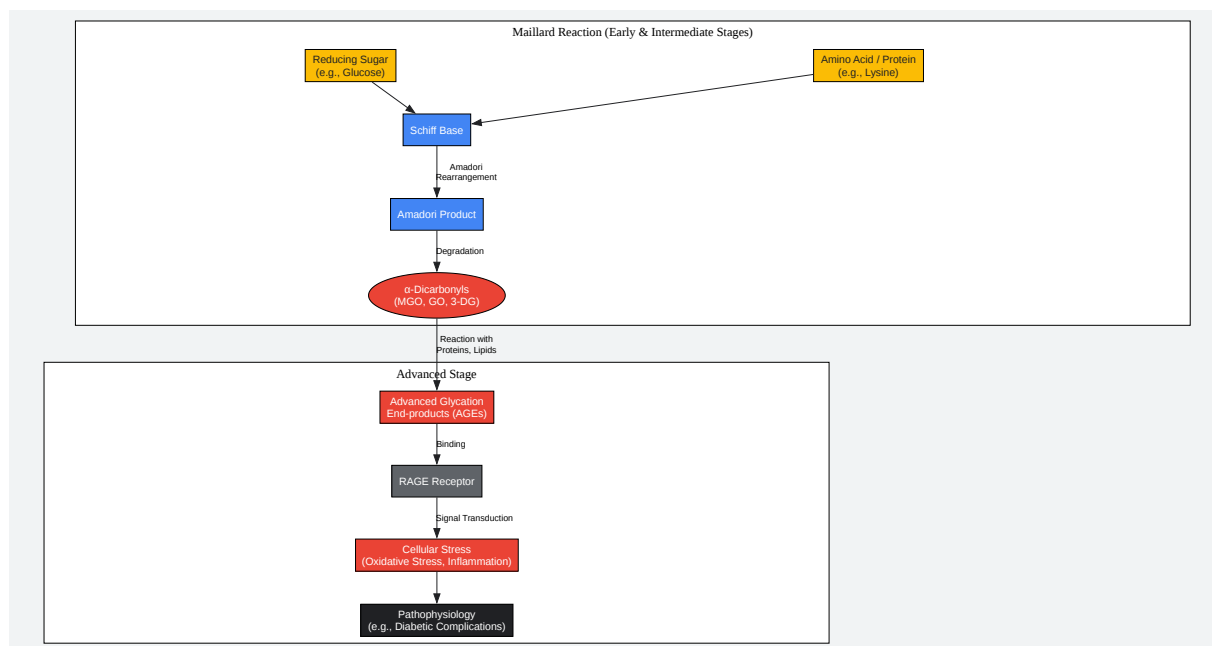 Maillard Reaction (Early & Intermediate Stages)
Reducing Sugar
(e.g., Glucose)
Amino Acid / Protein
(e.g., Lysine)
Schiff Base
Amadori
Rearrangement
Amadori Product
Degradation
α-Dicarbonyls
(MGO, GO, 3-DG)
Reaction with
Proteins, Lipids
Advanced Stage
Advanced Glycation
End-products (AGEs)
Binding
RAGE Receptor
Signal Transduction
Cellular Stress
(Oxidative Stress, Inflammation)
Pathophysiology
(e.g., Diabetic Complications)